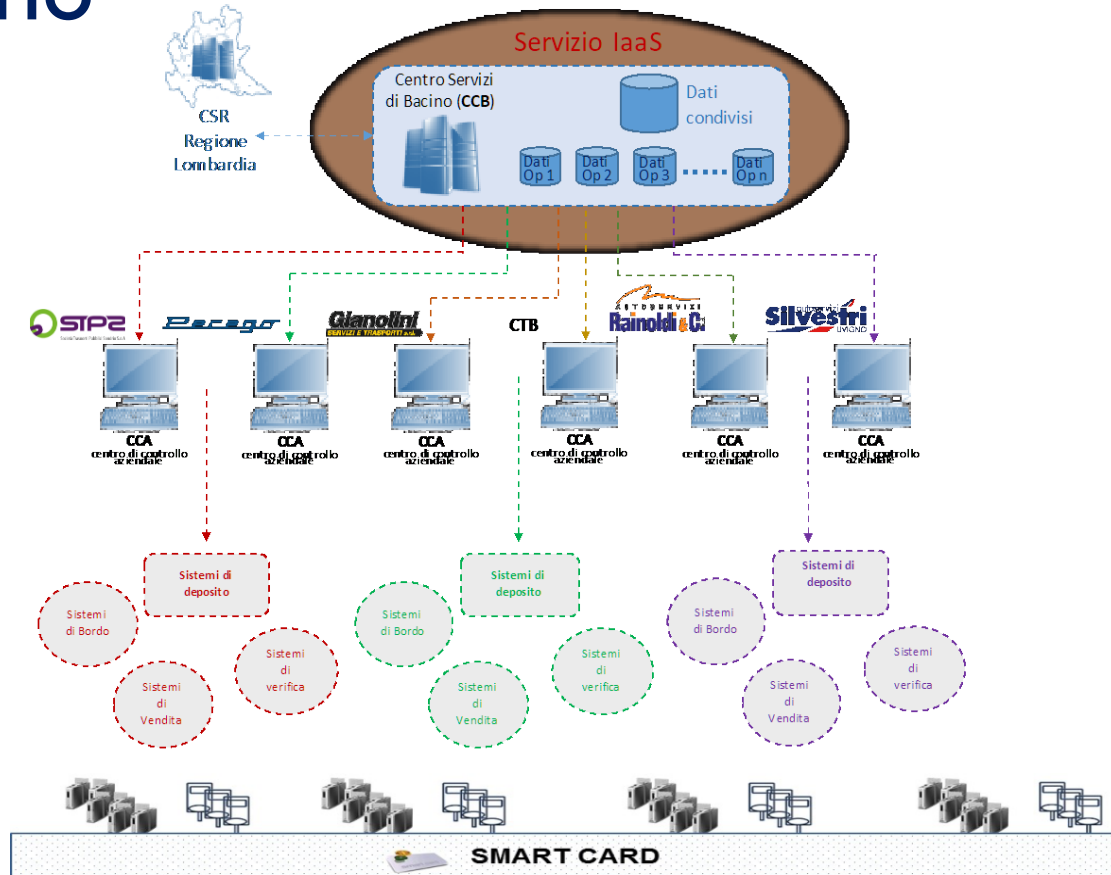 no
Servizio IaaS
Centro Servizi
di Bacino (CCB)
Dati
condivisi
CSR
Regione
Lombardia
Dati
Op 1
Dati
Op 2
Dati
Op 3
Dati
Op n
STPS
Perego
Gianolini
SERVIZI E TRASPORTI
CTB
AUTOSERVIZI
Rainoldi & C.
autoservizi
Silvestri
LIVIGNO
CCA
centro di controllo
aziendale
CCA
centro di controllo
aziendale
CCA
centro di controllo
aziendale
CCA
centro di controllo
aziendale
CCA
centro di controllo
aziendale
CCA
centro di controllo
aziendale
Sistemi di
deposito
Sistemi
di Bordo
Sistemi
di
verifica
Sistemi
di
Vendita
Sistemi di
deposito
Sistemi
di Bordo
Sistemi
di
verifica
Sistemi
di
Vendita
Sistemi di
deposito
Sistemi
di Bordo
Sistemi
di
verifica
Sistemi
di
Vendita
SMART CARD